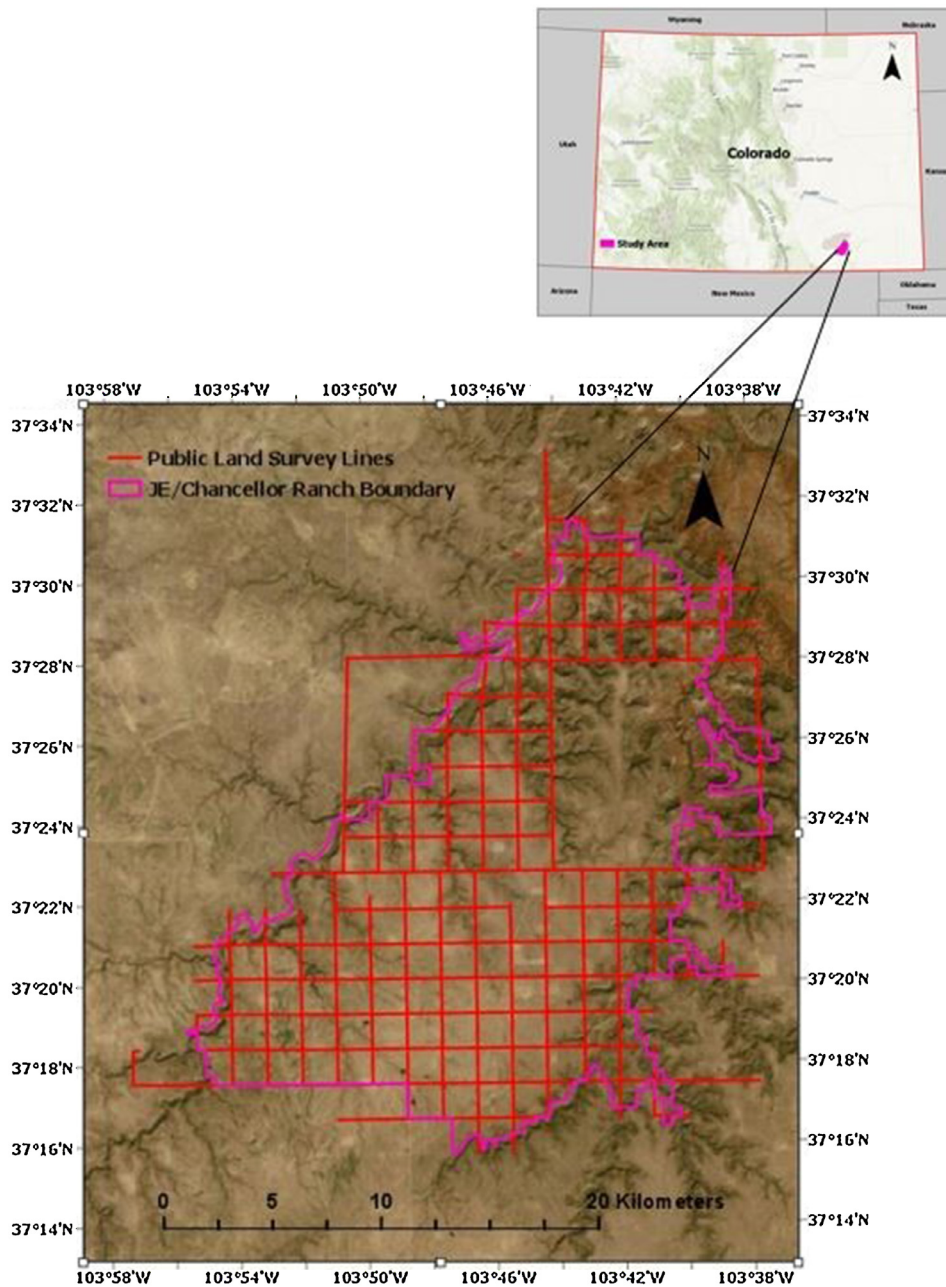 Wyoming
Nebraska
N
Utah
Colorado
Colorado Springs
Study Area
Arizona
New Mexico
Oklahoma
Texas
103°58'W 103°54'W 103°50'W 103°46'W 103°42'W 103°38'W
37°34'N 37°34'N
Public Land Survey Lines
N
JE/Chancellor Ranch Boundary
37°32'N 37°32'N
37°30'N 37°30'N
37°28'N 37°28'N
37°26'N 37°26'N
37°24'N 37°24'N
37°22'N 37°22'N
37°20'N 37°20'N
37°18'N 37°18'N
37°16'N 37°16'N
0 5 10 20 Kilometers
37°14'N 37°14'N
103°58'W 103°54'W 103°50'W 103°46'W 103°42'W 103°38'W